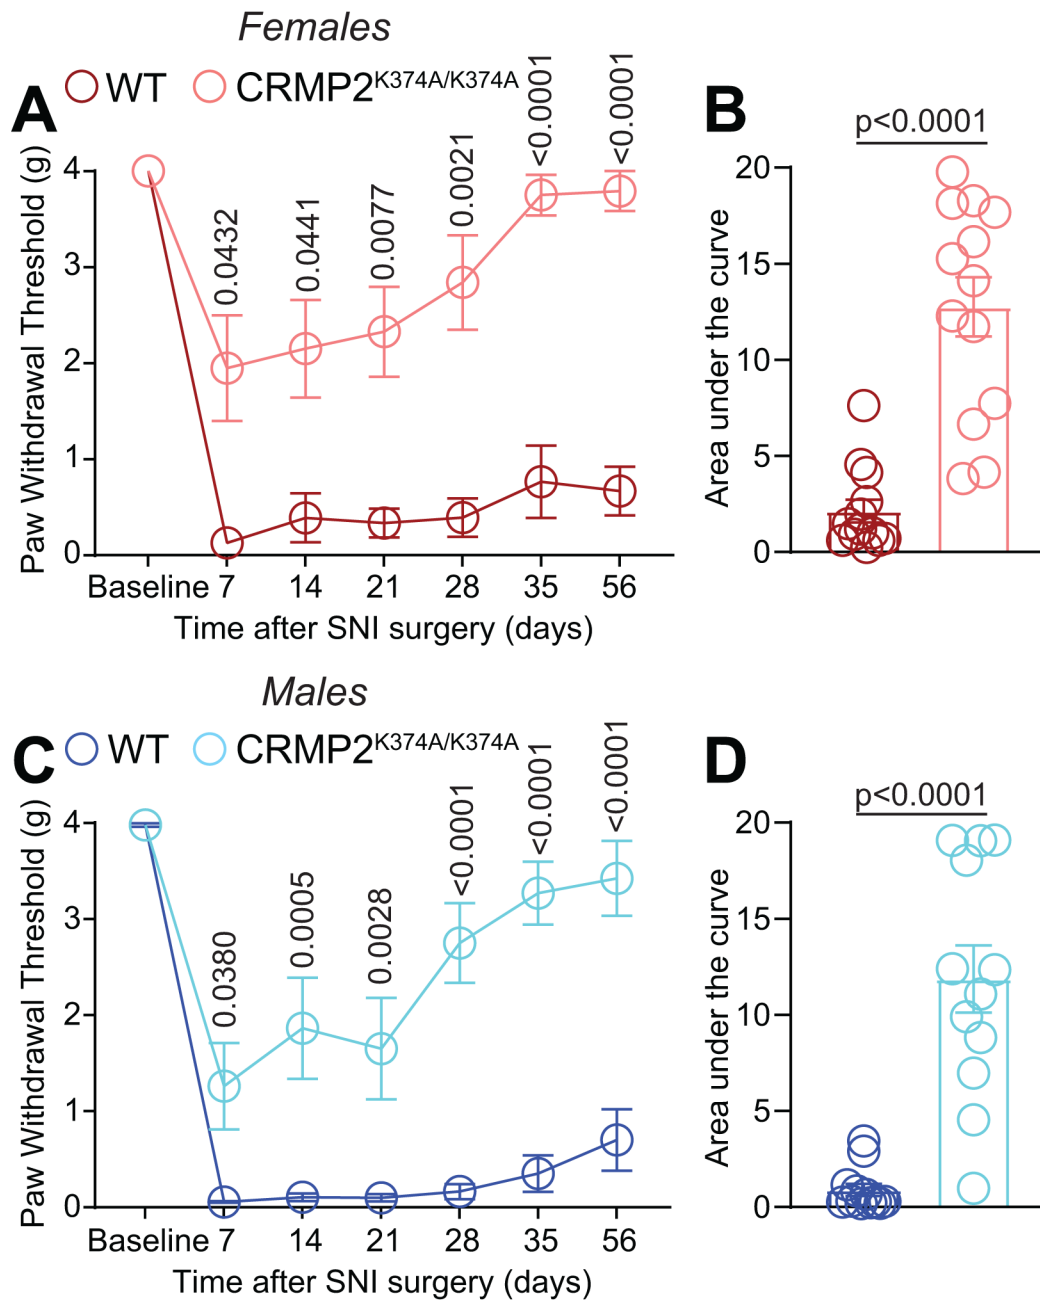 Females
A
WT
CRMP2K374A/K374A
Paw Withdrawal Threshold (g)
4
3
2
1
0
0.0432
0.0441
0.0077
0.0021
<0.0001
<0.0001
Baseline 7 14 21 28 35 56
Time after SNI surgery (days)
B
p<0.0001
Area under the curve
20
15
10
5
0
Males
C
WT
CRMP2K374A/K374A
Paw Withdrawal Threshold (g)
4
3
2
1
0
0.0380
0.0005
0.0028
<0.0001
<0.0001
<0.0001
Baseline 7 14 21 28 35 56
Time after SNI surgery (days)
D
p<0.0001
Area under the curve
20
15
10
5
0